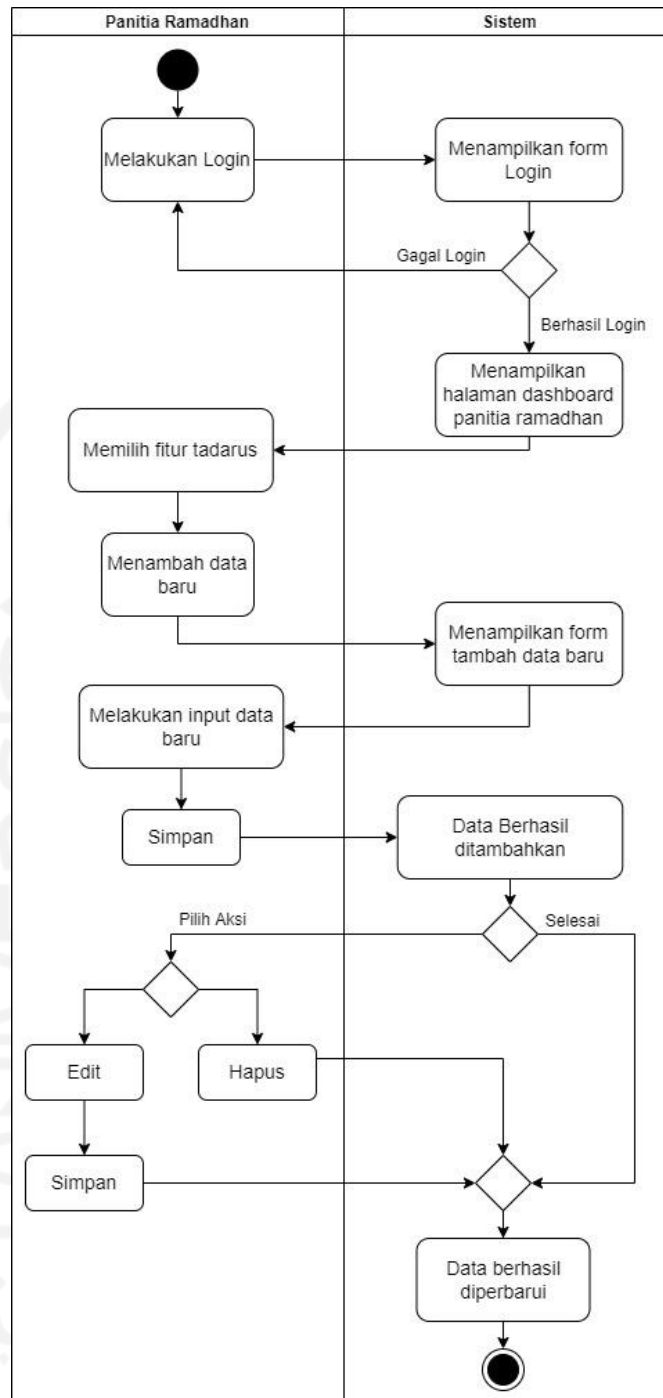 Panitia Ramadhan
Sistem
Melakukan Login
Menampilkan form
Login
Gagal Login
Berhasil Login
Menampilkan
halaman dashboard
panitia ramadhan
Memilih fitur tadarus
Menambah data
baru
Menampilkan form
tambah data baru
Melakukan input data
baru
Simpan
Data Berhasil
ditambahkan
Pilih Aksi
Selesai
Edit
Hapus
Simpan
Data berhasil
diperbarui